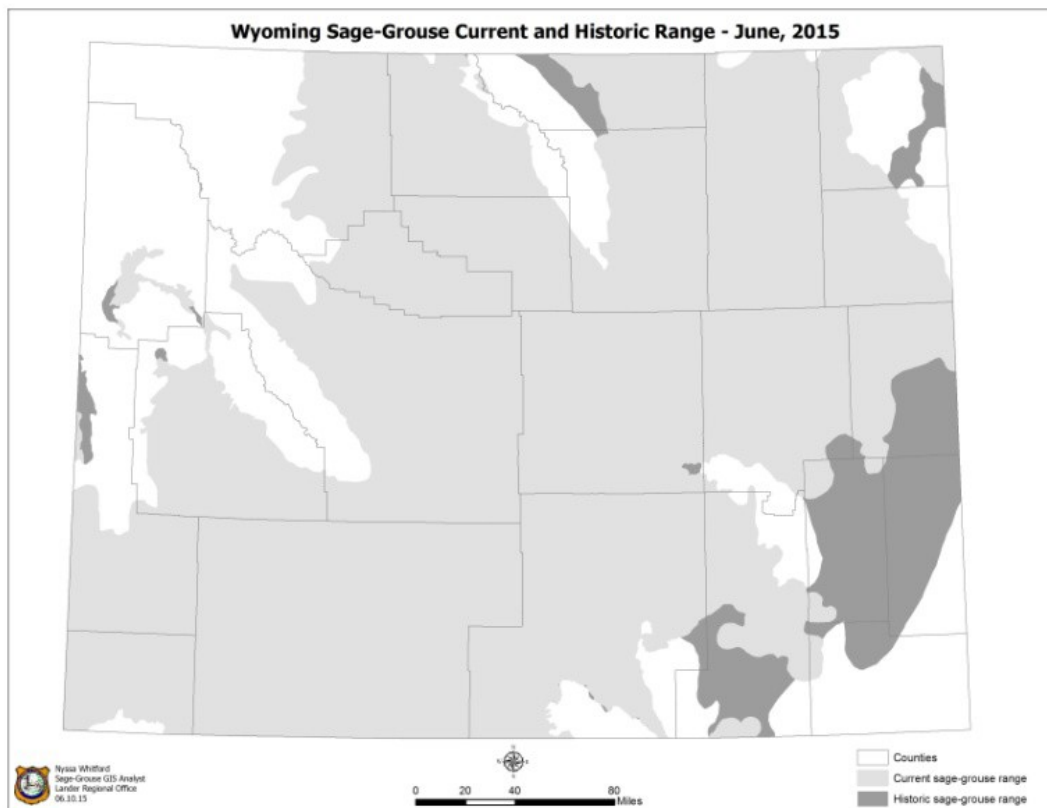 Wyoming Sage-Grouse Current and Historic Range - June, 2015
Nyssa Whitford
Sage-Grouse GIS Analyst
Lander Regional Office
06.10.15
N
W
E
S
0 20 40 80
Miles
Counties
Current sage-grouse range
Historic sage-grouse range